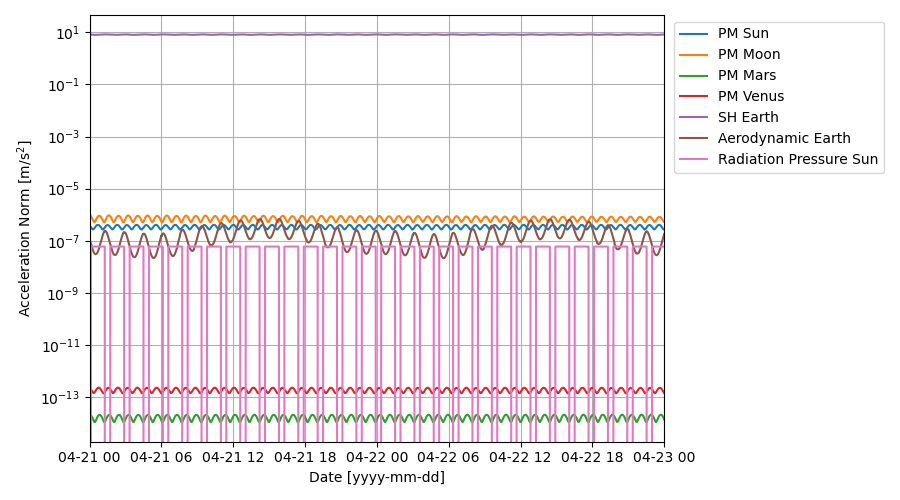 10¹
10⁻¹
10⁻³
10⁻⁵
10⁻⁷
10⁻⁹
10⁻¹¹
10⁻¹³
Acceleration Norm [m/s²]
04-21 00 04-21 06 04-21 12 04-21 18 04-22 00 04-22 06 04-22 12 04-22 18 04-23 00
Date [yyyy-mm-dd]
PM Sun
PM Moon
PM Mars
PM Venus
SH Earth
Aerodynamic Earth
Radiation Pressure Sun